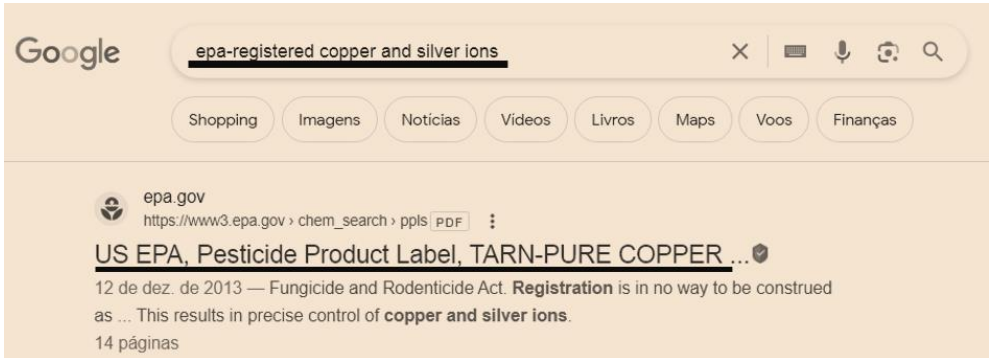 Google
epa-registered copper and silver ions
Shopping Imagens Notícias Vídeos Livros Maps Voos Finanças
epa.gov
https://www3.epa.gov › chem_search › ppls PDF
US EPA, Pesticide Product Label, TARN-PURE COPPER ...
12 de dez. de 2013 — Fungicide and Rodenticide Act. Registration is in no way to be construed
as ... This results in precise control of copper and silver ions.
14 páginas